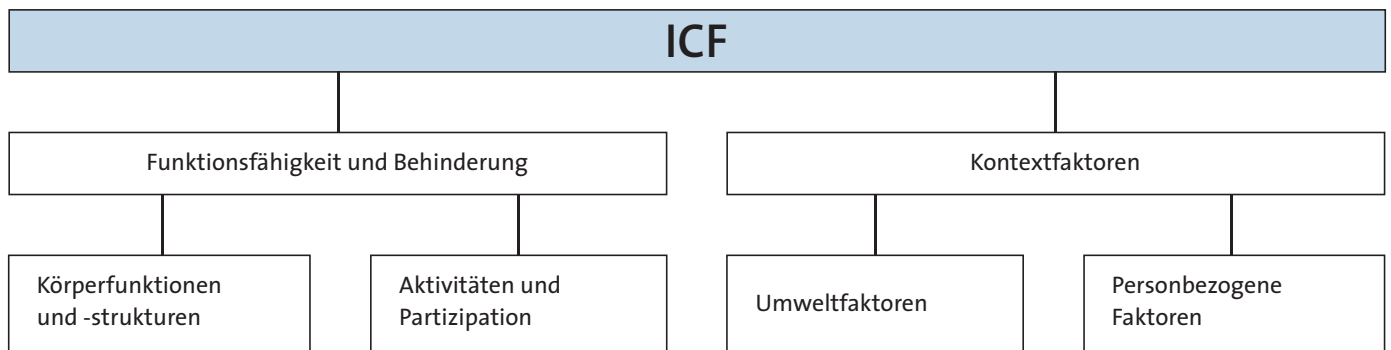 ICF
Funktionsfähigkeit und Behinderung
Kontextfaktoren
Körperfunktionen
und -strukturen
Aktivitäten und
Partizipation
Umweltfaktoren
Personbezogene
Faktoren